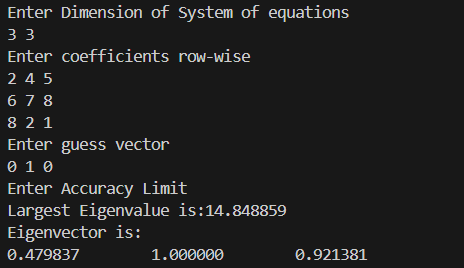 Enter Dimension of System of equations
3 3
Enter coefficients row-wise
2 4 5
6 7 8
8 2 1
Enter guess vector
0 1 0
Enter Accuracy Limit
Largest Eigenvalue is:14.848859
Eigenvector is:
0.479837 1.000000 0.921381